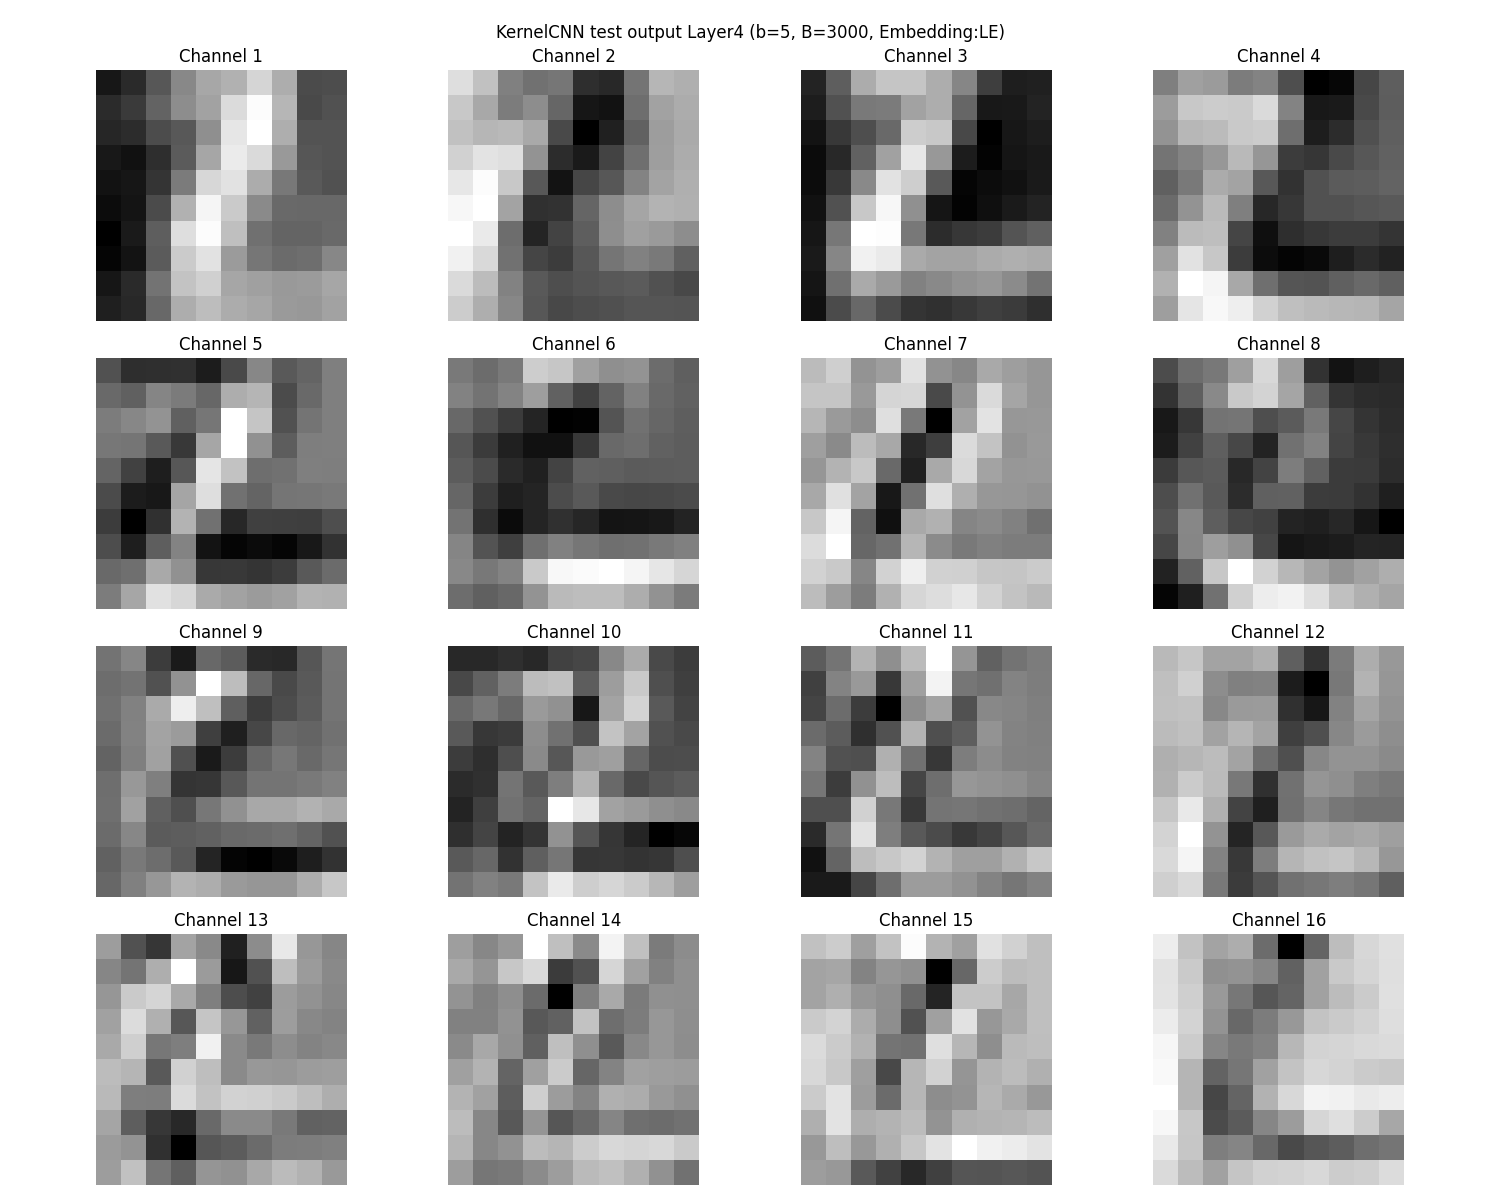 KernelCNN test output Layer4 (b=5, B=3000, Embedding:LE)
Channel 1
Channel 2
Channel 3
Channel 4
Channel 5
Channel 6
Channel 7
Channel 8
Channel 9
Channel 10
Channel 11
Channel 12
Channel 13
Channel 14
Channel 15
Channel 16